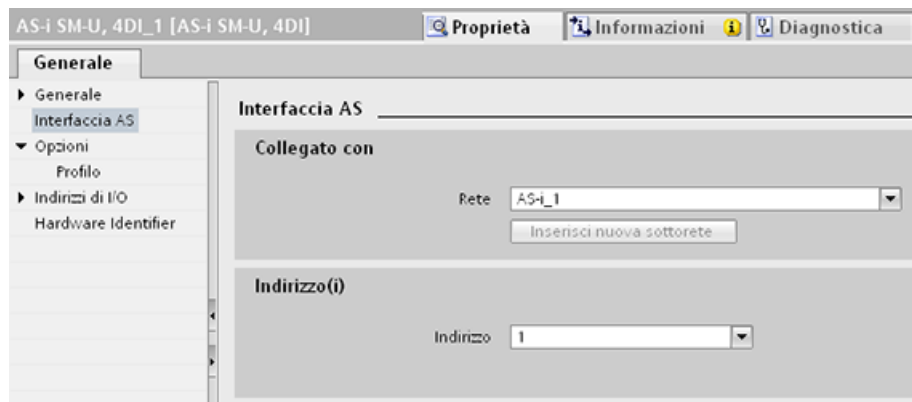 AS-i SM-U, 4DI_1 [AS-i SM-U, 4DI]
Proprietà
Informazioni
Diagnostica
Generale
Generale
Interfaccia AS
Opzioni
Profilo
Indirizzi di I/O
Hardware Identifier
Interfaccia AS
Collegato con
Rete
AS-i_1
Inserisci nuova sottorete
Indirizzo(i)
Indirizzo
1